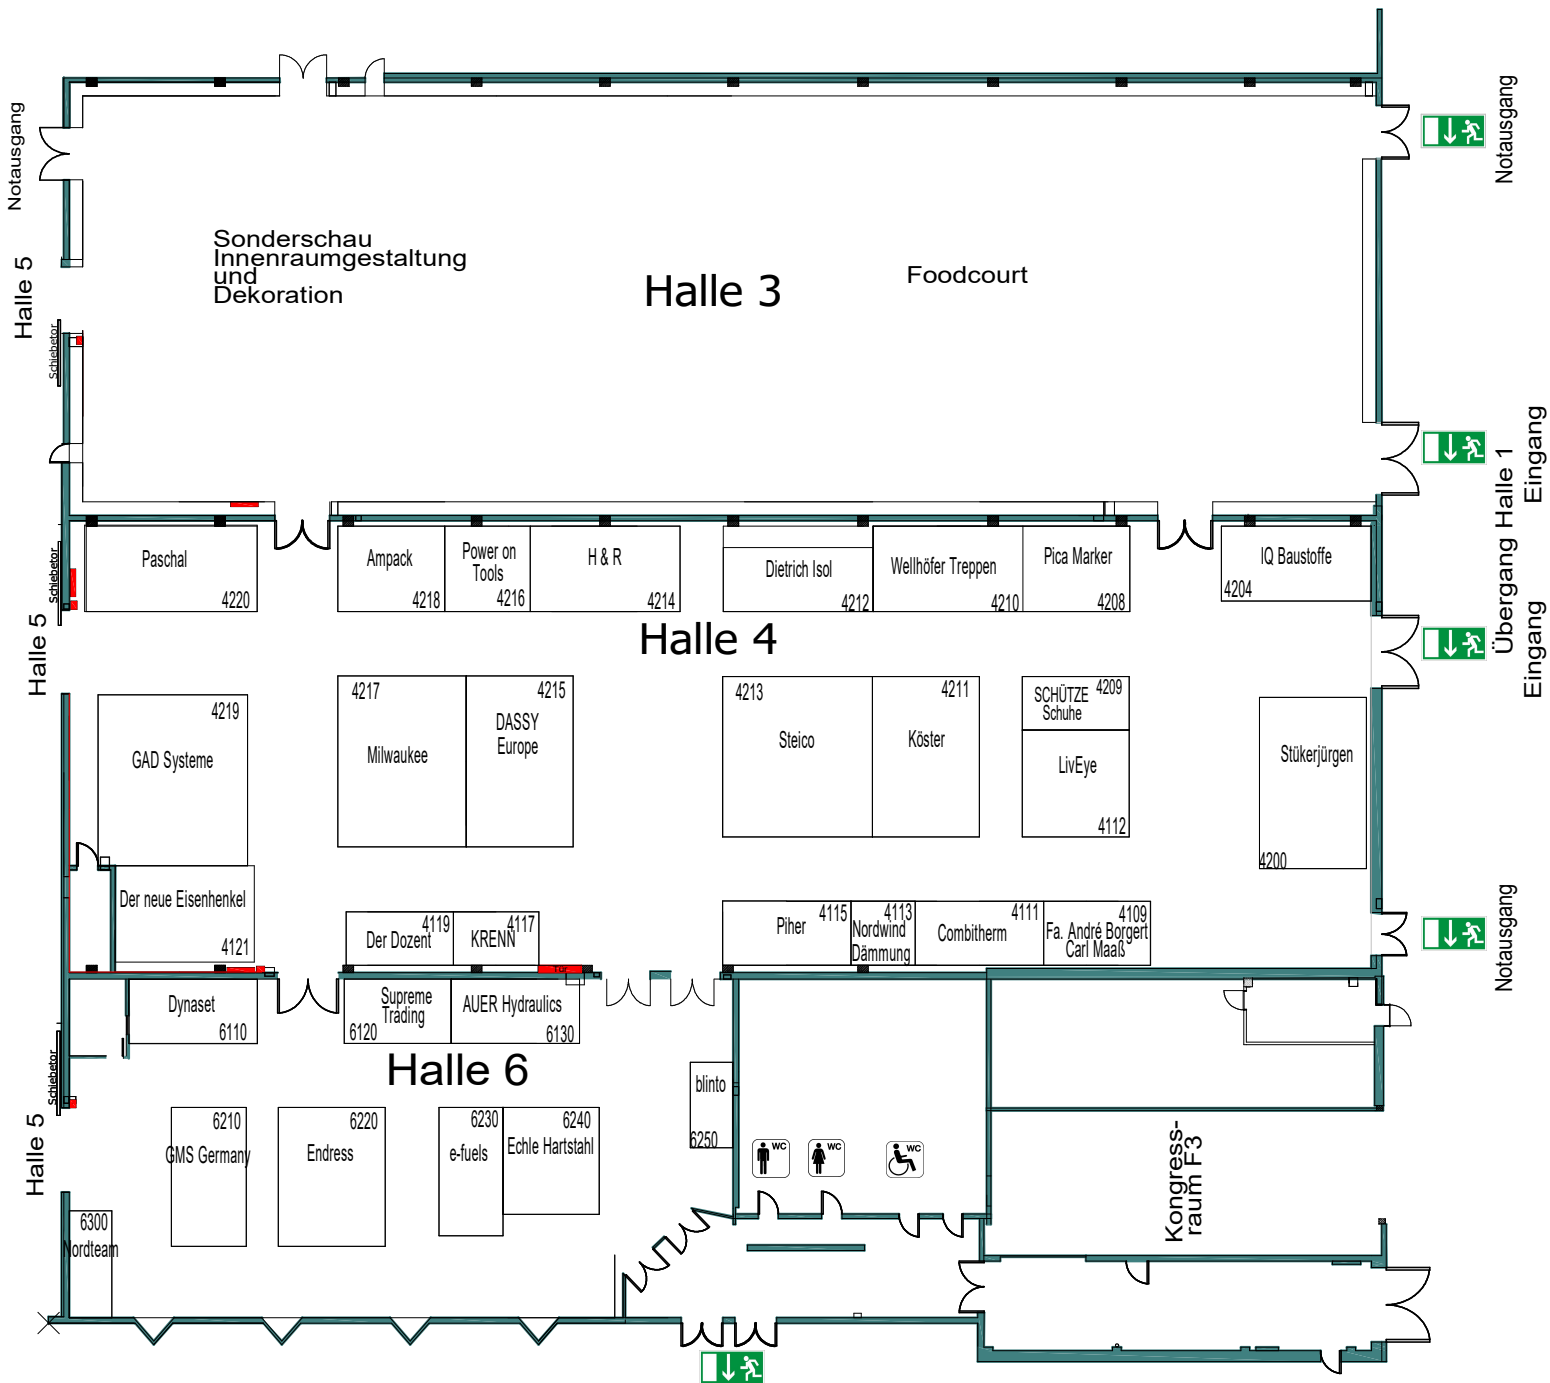 Notausgang
Notausgang
Sonderschau
Innenraumgestaltung
und
Dekoration
Halle 3
Foodcourt
Halle 5
Schiebetor
Eingang
Übergang Halle 1
Eingang
Paschal
4220
Ampack
4218
Power on
Tools
4216
H & R
4214
Dietrich Isol
4212
Wellhöfer Treppen
4210
Pica Marker
4208
IQ Baustoffe
4204
Schiebetor
Halle 5
Halle 4
4219
GAD Systeme
4217
Milwaukee
4215
DASSY
Europe
4213
Steico
4211
Köster
SCHÜTZE
Schuhe
4209
LivEye
4112
Stükerjürgen
4200
Der neue Eisenhenkel
4121
4119
Der Dozent
4117
KRENN
4115
Piher
4113
Nordwind
Dämmung
4111
Combitherm
4109
Fa. André Borgert
Carl Maaß
Notausgang
Dynaset
6110
Supreme
Trading
6120
AUER Hydraulics
6130
Halle 6
Schiebetor
Halle 5
blinto
6250
6210
GMS Germany
6220
Endress
6230
e-fuels
6240
Echle Hartstahl
6300
Nordteam
WC
WC
WC
Kongress-
raum F3